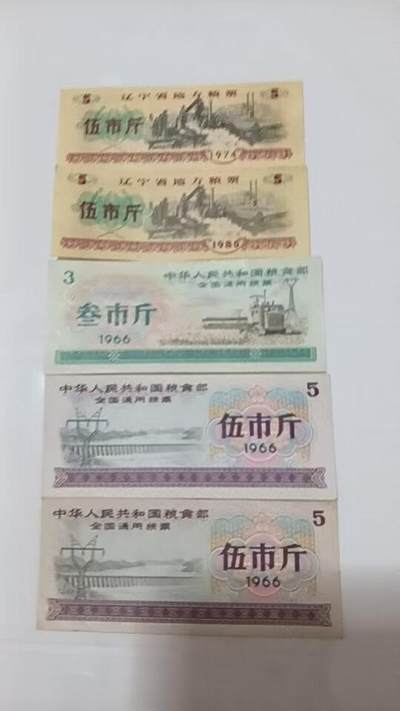 5 辽宁省地方粮票 5
伍市斤
1974
5 辽宁省地方粮票 5
伍市斤
1980
3 中华人民共和国粮食部
全国通用粮票
叁市斤
1966
中华人民共和国粮食部 5
全国通用粮票
伍市斤
1966
中华人民共和国粮食部 5
全国通用粮票
伍市斤
1966